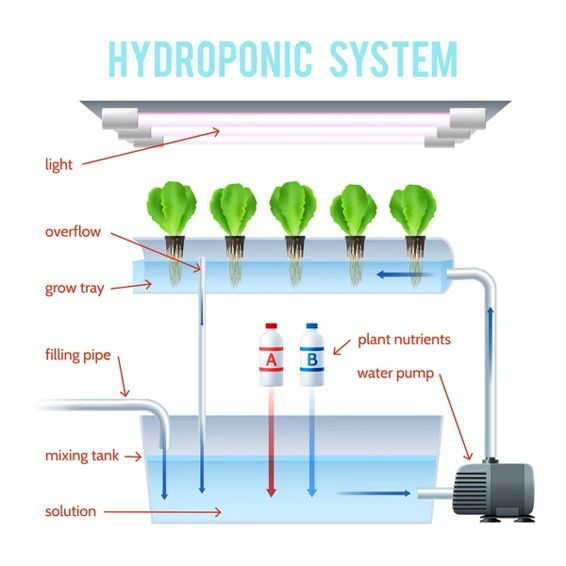 HYDROPONIC SYSTEM
light
overflow
grow tray
A
B
plant nutrients
filling pipe
water pump
mixing tank
solution